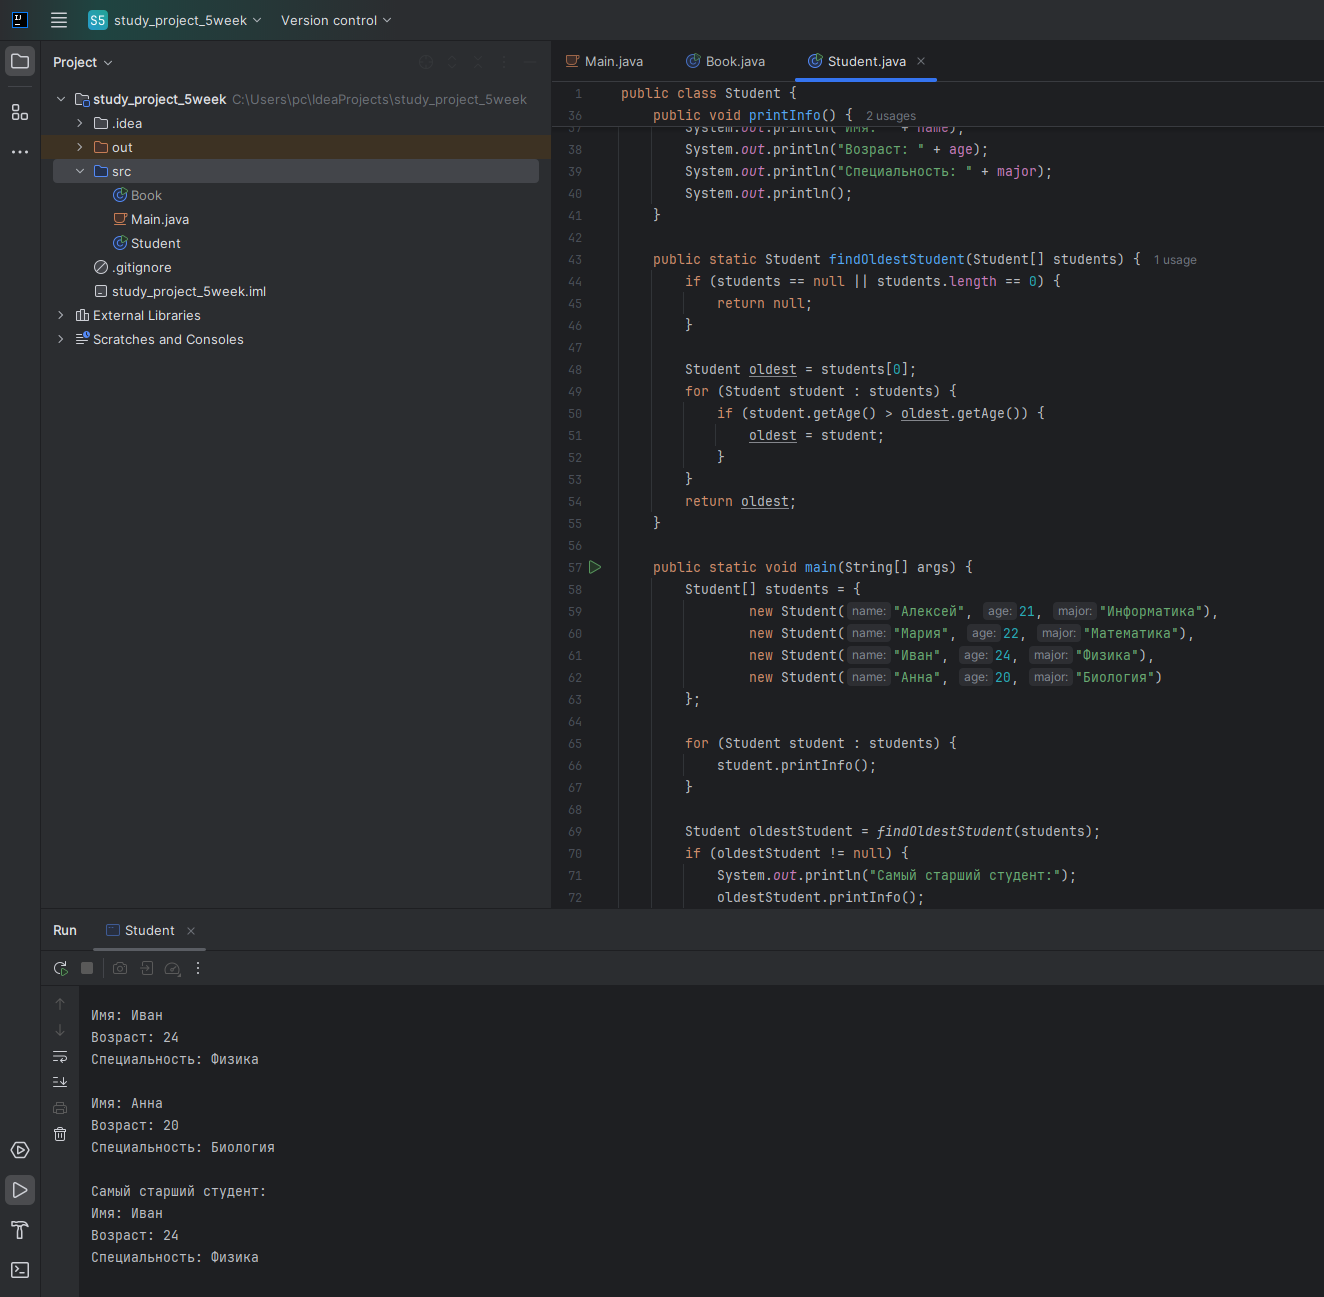 S5 study_project_5week Version control
Project
study_project_5week C:\Users\pc\IdeaProjects\study_project_5week
.idea
out
src
Book
Main.java
Student
.gitignore
study_project_5week.iml
External Libraries
Scratches and Consoles
Main.java Book.java Student.java
1 public class Student {
36 public void printInfo() { 2 usages
37 System.out.println("Имя: " + name);
38 System.out.println("Возраст: " + age);
39 System.out.println("Специальность: " + major);
40 System.out.println();
41 }
42
43 public static Student findOldestStudent(Student[] students) { 1 usage
44 if (students == null || students.length == 0) {
45 return null;
46 }
47
48 Student oldest = students[0];
49 for (Student student : students) {
50 if (student.getAge() > oldest.getAge()) {
51 oldest = student;
52 }
53 }
54 return oldest;
55 }
56
57 public static void main(String[] args) {
58 Student[] students = {
59 new Student( name: "Алексей", age: 21, major: "Информатика"),
60 new Student( name: "Мария", age: 22, major: "Математика"),
61 new Student( name: "Иван", age: 24, major: "Физика"),
62 new Student( name: "Анна", age: 20, major: "Биология")
63 };
64
65 for (Student student : students) {
66 student.printInfo();
67 }
68
69 Student oldestStudent = findOldestStudent(students);
70 if (oldestStudent != null) {
71 System.out.println("Самый старший студент:");
72 oldestStudent.printInfo();
Run Student
Имя: Иван
Возраст: 24
Специальность: Физика
Имя: Анна
Возраст: 20
Специальность: Биология
Самый старший студент:
Имя: Иван
Возраст: 24
Специальность: Физика